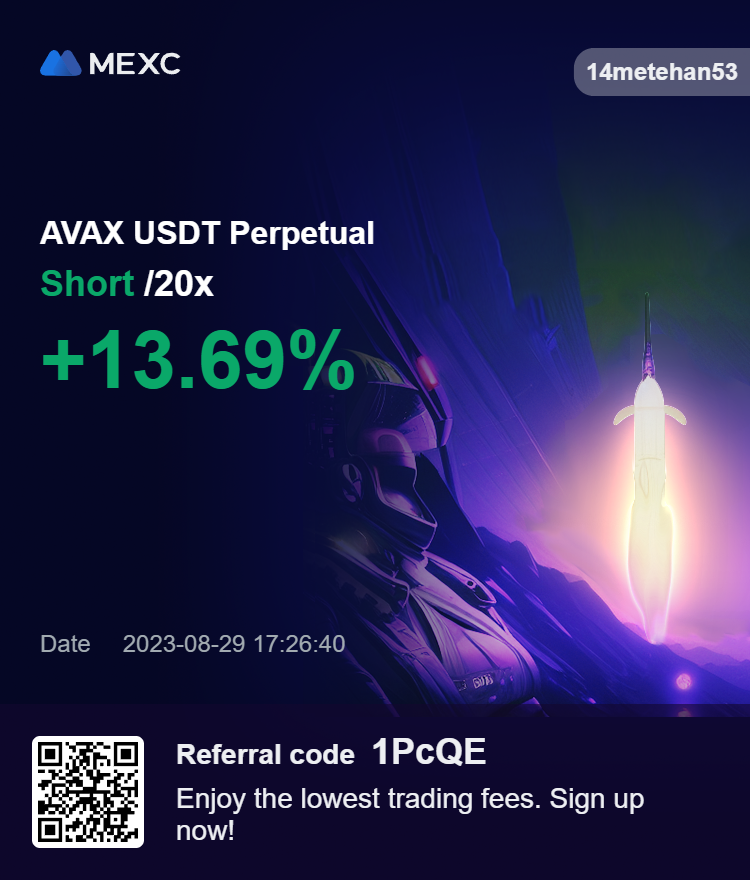 MEXC
14metehan53
AVAX USDT Perpetual
Short /20x
+13.69%
Date 2023-08-29 17:26:40
Referral code 1PcQE
Enjoy the lowest trading fees. Sign up
now!